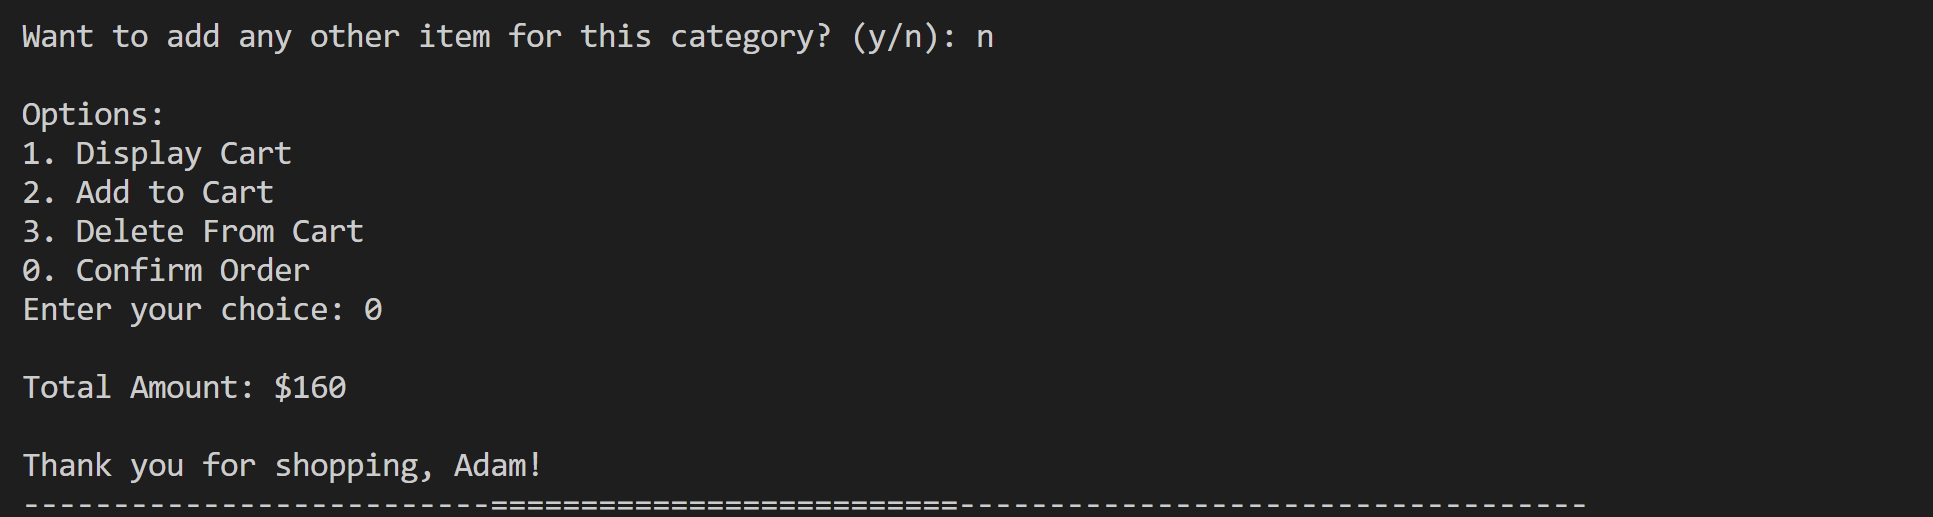 Want to add any other item for this category? (y/n): n
Options:
1. Display Cart
2. Add to Cart
3. Delete From Cart
0. Confirm Order
Enter your choice: 0
Total Amount: $160
Thank you for shopping, Adam!
--------------------------==========================-----------------------------------